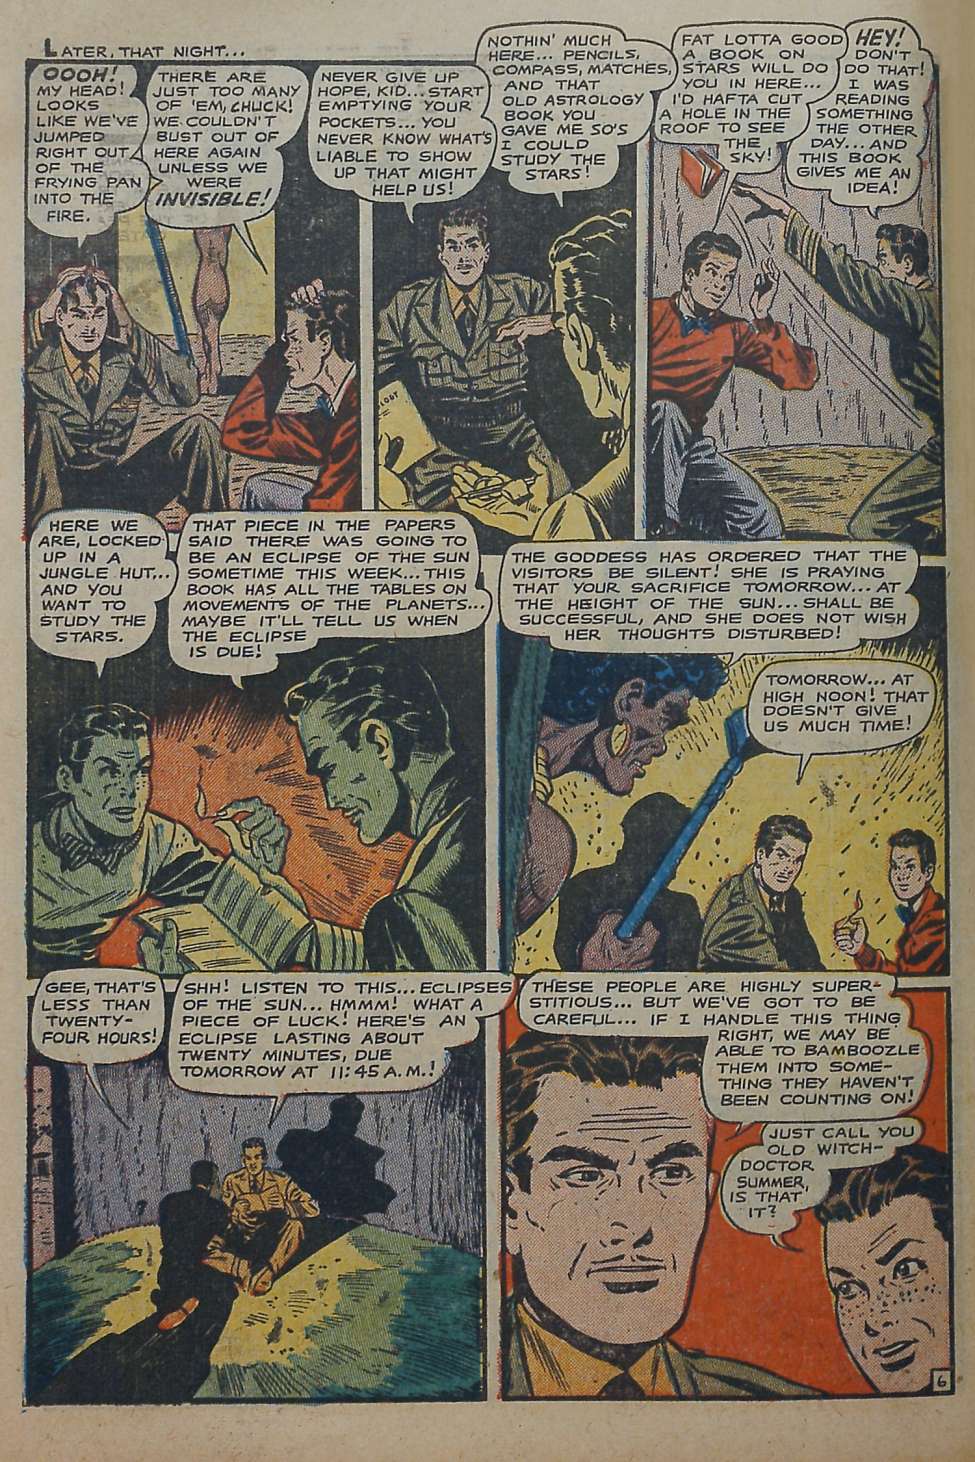 LATER, THAT NIGHT...
OOOH!
MY HEAD!
LOOKS
LIKE WE'VE
JUMPED
RIGHT OUT
OF THE
FRYING PAN
INTO THE
FIRE.
THERE ARE
JUST TOO MANY
OF 'EM, CHUCK!
WE COULDN'T
BUST OUT OF
HERE AGAIN
UNLESS WE
WERE
INVISIBLE!
NEVER GIVE UP
HOPE, KID... START
EMPTYING YOUR
POCKETS... YOU
NEVER KNOW WHAT'S
LIABLE TO SHOW
UP THAT MIGHT
HELP US!
NOTHIN' MUCH
HERE... PENCILS,
COMPASS, MATCHES,
AND THAT
OLD ASTROLOGY
BOOK YOU
GAVE ME SO'S
I COULD
STUDY THE
STARS!
FAT LOTTA GOOD
A BOOK ON
STARS WILL DO
YOU IN HERE...
I'D HAFTA CUT
A HOLE IN THE
ROOF TO SEE
THE
SKY!
HEY!
DON'T
DO THAT!
I WAS
READING
SOMETHING
THE OTHER
DAY... AND
THIS BOOK
GIVES ME AN
IDEA!
HERE WE
ARE, LOCKED
UP IN A
JUNGLE HUT...
AND YOU
WANT TO
STUDY THE
STARS.
THAT PIECE IN THE PAPERS
SAID THERE WAS GOING TO
BE AN ECLIPSE OF THE SUN
SOMETIME THIS WEEK... THIS
BOOK HAS ALL THE TABLES ON
MOVEMENTS OF THE PLANETS...
MAYBE IT'LL TELL US WHEN
THE ECLIPSE
IS DUE!
THE GODDESS HAS ORDERED THAT THE
VISITORS BE SILENT! SHE IS PRAYING
THAT YOUR SACRIFICE TOMORROW... AT
THE HEIGHT OF THE SUN... SHALL BE
SUCCESSFUL, AND SHE DOES NOT WISH
HER THOUGHTS DISTURBED!
TOMORROW... AT
HIGH NOON! THAT
DOESN'T GIVE
US MUCH TIME!
GEE, THAT'S
LESS THAN
TWENTY-
FOUR HOURS!
SHH! LISTEN TO THIS... ECLIPSES
OF THE SUN... HMMM! WHAT A
PIECE OF LUCK! HERE'S AN
ECLIPSE LASTING ABOUT
TWENTY MINUTES, DUE
TOMORROW AT 11:45 A.M.!
THESE PEOPLE ARE HIGHLY SUPER-
STITIOUS... BUT WE'VE GOT TO BE
CAREFUL... IF I HANDLE THIS THING
RIGHT, WE MAY BE
ABLE TO BAMBOOZLE
THEM INTO SOME-
THING THEY HAVEN'T
BEEN COUNTING ON!
JUST CALL YOU
OLD WITCH-
DOCTOR
SUMMER,
IS THAT
IT?
6